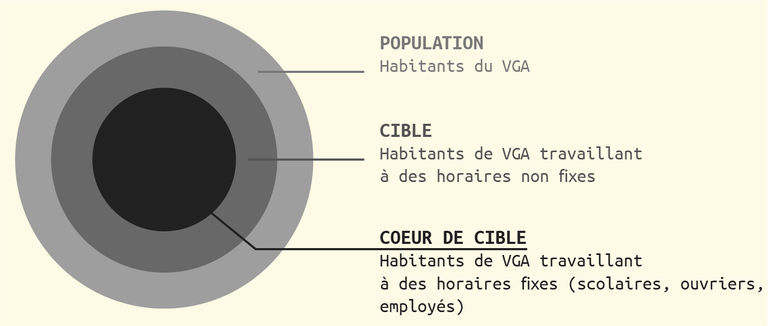 POPULATION
Habitants du VGA
CIBLE
Habitants de VGA travaillant
à des horaires non fixes
COEUR DE CIBLE
Habitants de VGA travaillant
à des horaires fixes (scolaires, ouvriers,
employés)